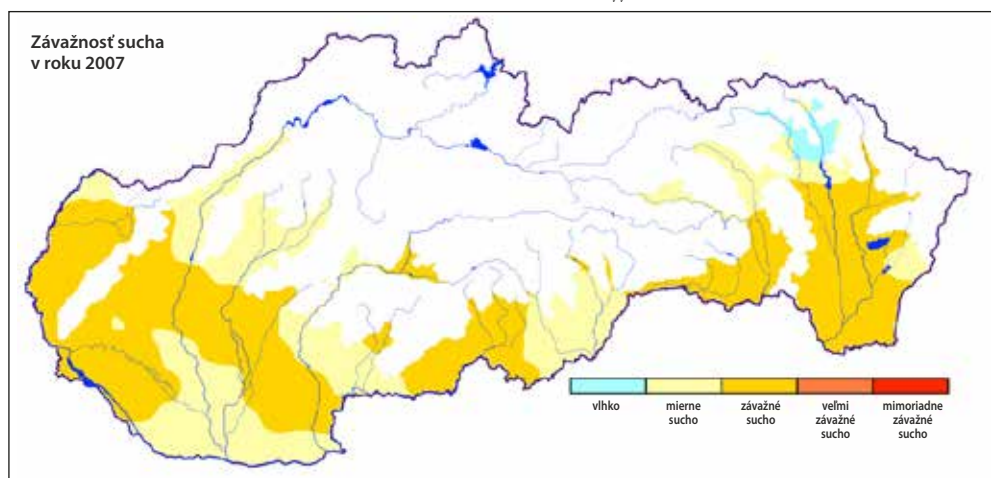 Závažnosť sucha
v roku 2007
vlhko
mierne
sucho
závažné
sucho
veľmi
závažné
sucho
mimoriadne
závažné
sucho